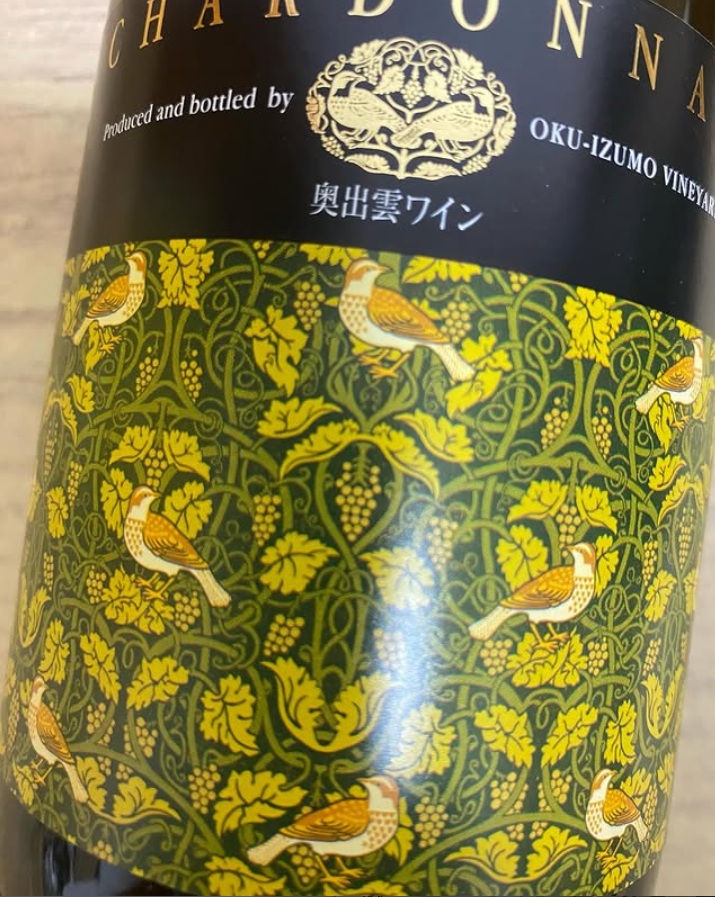 CHARDONNA
Produced and bottled by
OKU-IZUMO VINEYAR
奥出雲ワイン